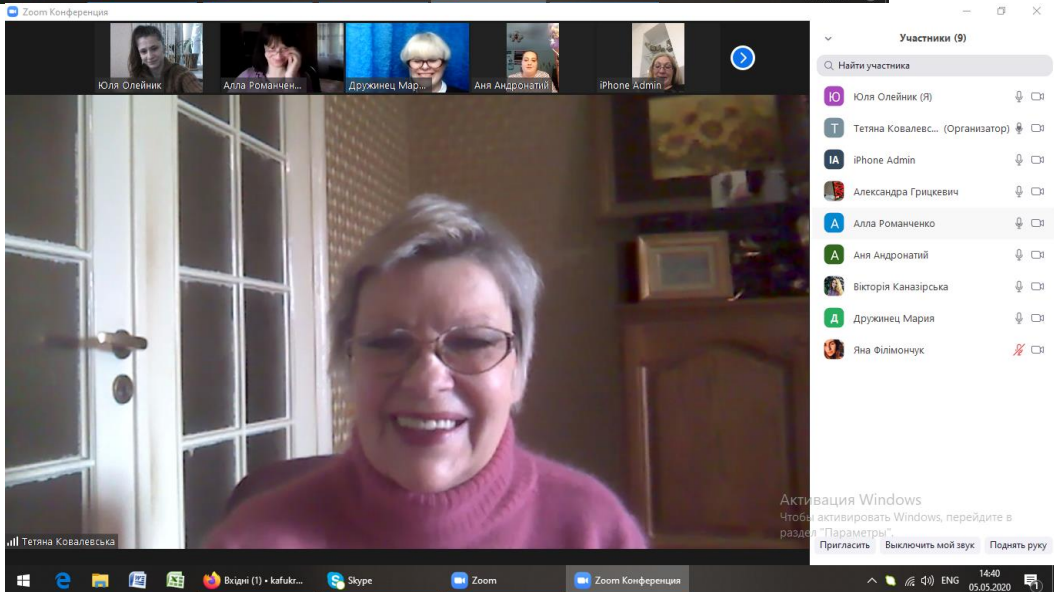 Zoom Конференция
Юля Олейник
Алла Романчен...
Дружинец Мар...
Аня Андронатий
iPhone Admin
Тетяна Ковалевська
Участники (9)
Найти участника
Ю Юля Олейник (Я)
Т Тетяна Ковалевс... (Организатор)
IA iPhone Admin
Александра Грицкевич
А Алла Романченко
А Аня Андронатий
Вікторія Каназірська
Д Дружинец Мария
Яна Філімончук
Активация Windows
Чтобы активировать Windows, перейдите в
раздел "Параметры".
Пригласить Выключить мой звук Поднять руку
Вхідні (1) • kafukr...
Skype
Zoom
Zoom Конференция
ENG
14:40
05.05.2020
1